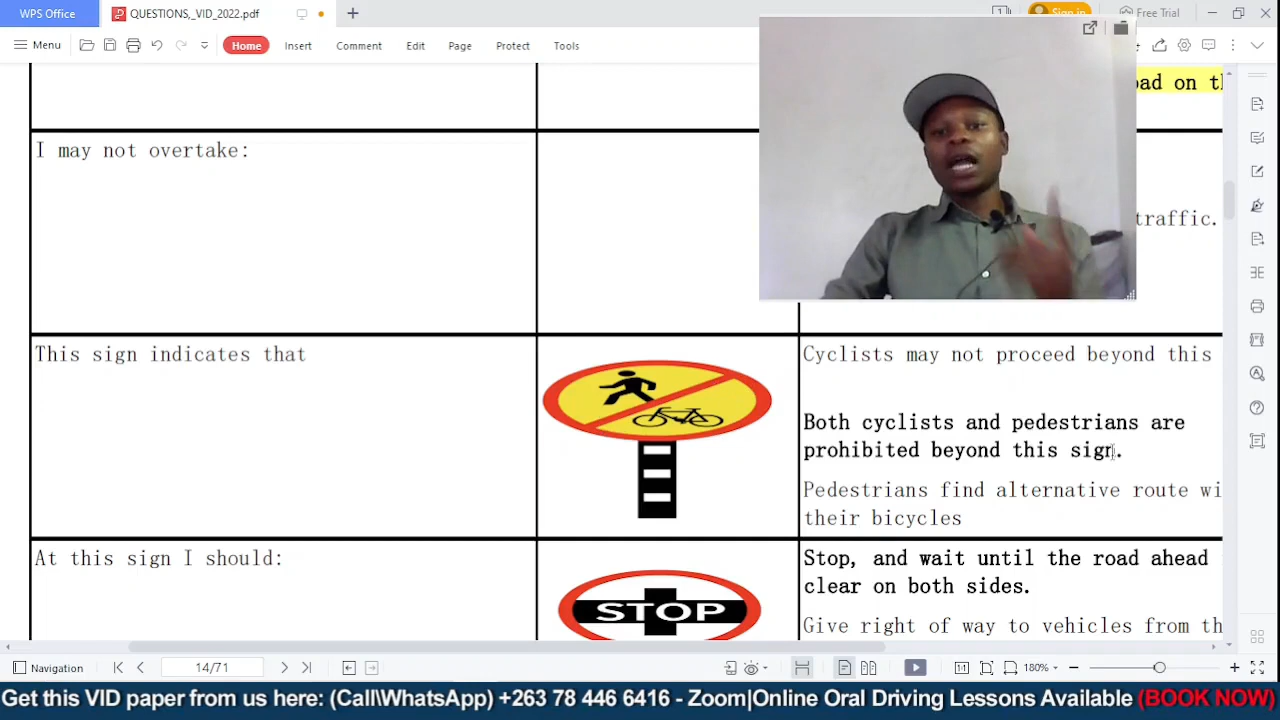 WPS Office
QUESTIONS,_VID_2022.pdf
Sign in
Free Trial
Menu
Home
Insert
Comment
Edit
Page
Protect
Tools
I may not overtake:
traffic.
This sign indicates that
Cyclists may not proceed beyond this
Both cyclists and pedestrians are
prohibited beyond this sign.
Pedestrians find alternative route
their bicycles
At this sign I should:
STOP
Stop, and wait until the road ahead
clear on both sides.
Give right of way to vehicles from
Navigation
14/71
180%
Get this VID paper from us here: (Call\WhatsApp) +263 78 446 6416 - Zoom|Online Oral Driving Lessons Available (BOOK NOW)